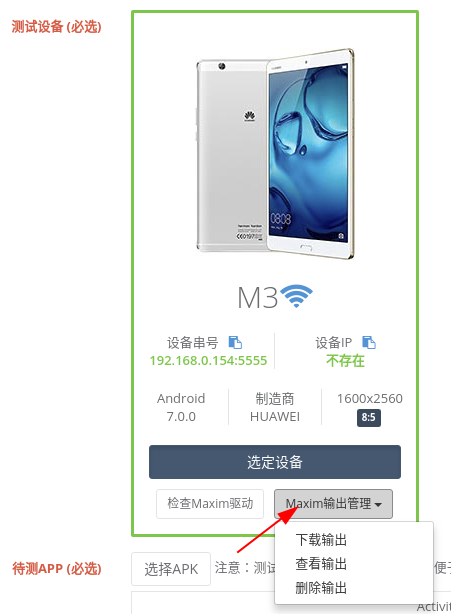 测试设备 (必选)
HUAWEI
08:08
M3
设备串号 设备IP
192.168.0.154:5555 不存在
Android 制造商 1600x2560
7.0.0 HUAWEI 8:5
选定设备
检查Maxim驱动 Maxim输出管理
下载输出
查看输出
删除输出
待测APP (必选) 选择APK 注意：测试 便于
Activit